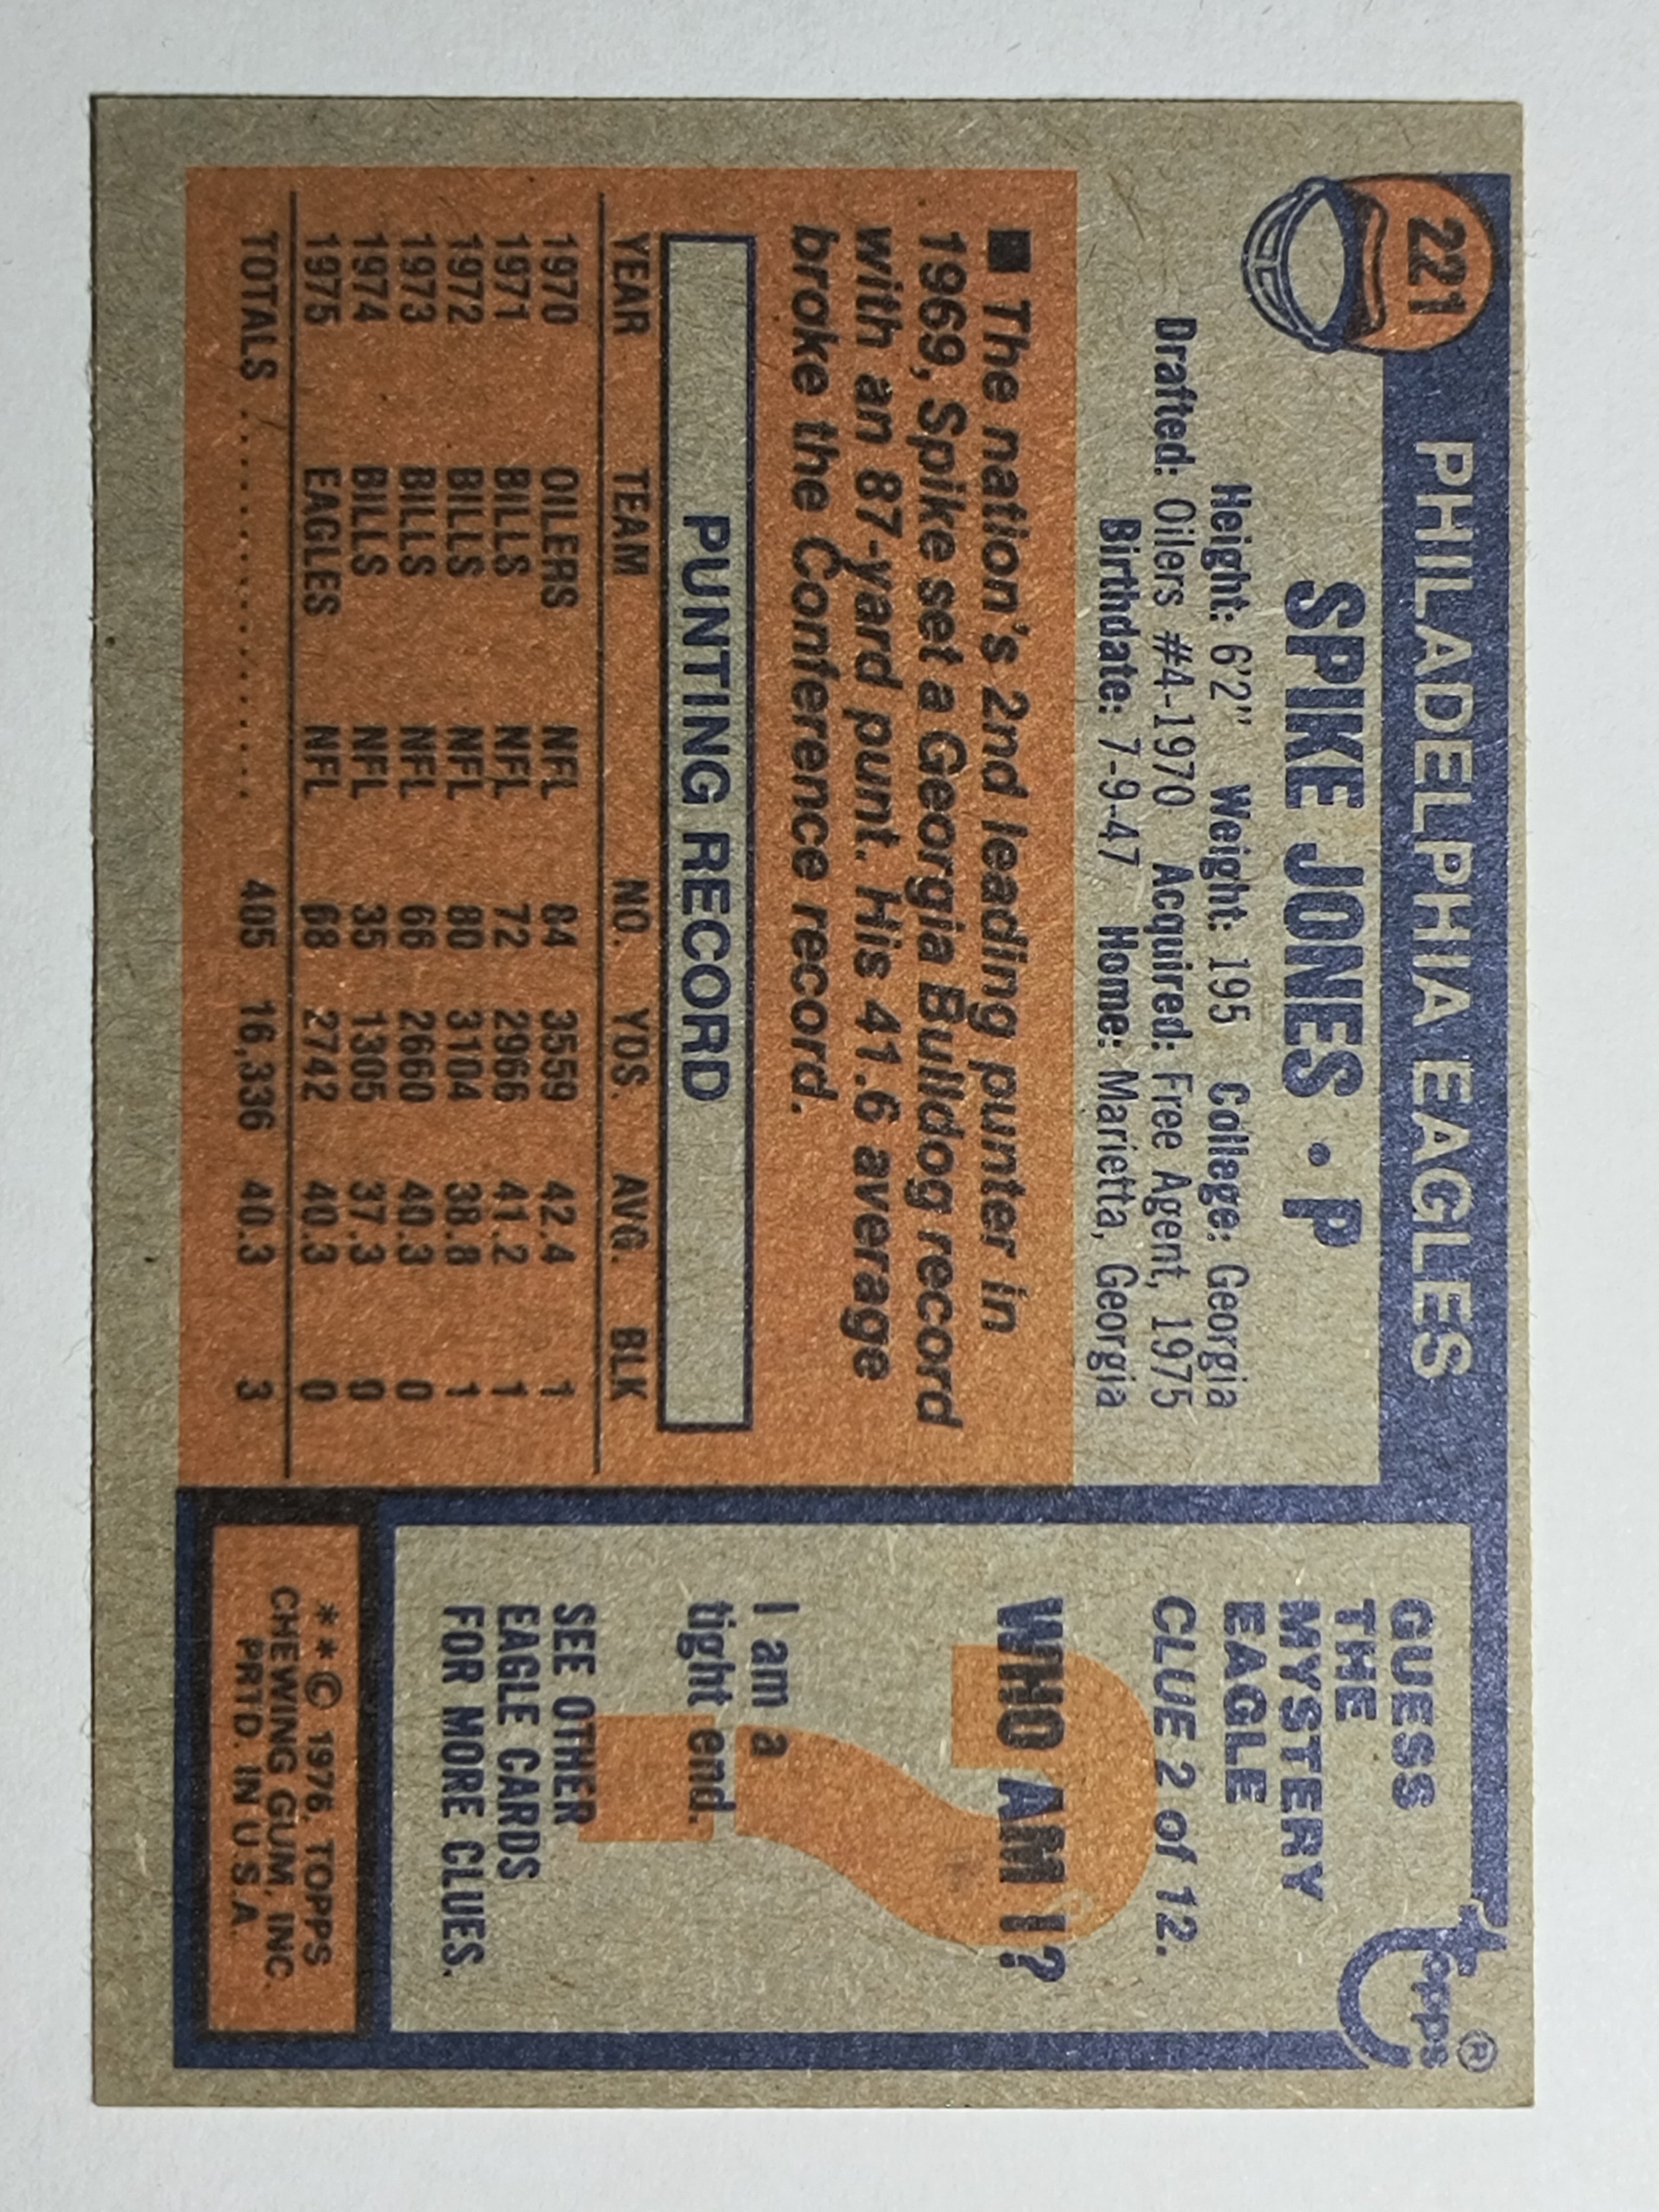 221
PHILADELPHIA EAGLES
SPIKE JONES • P
Height: 6'2" Weight: 195 College: Georgia
Drafted: Oilers #4-1970 Acquired: Free Agent, 1975
Birthdate: 7-9-47 Home: Marietta, Georgia
■ The nation's 2nd leading punter in
1969, Spike set a Georgia Bulldog record
with an 87-yard punt. His 41.6 average
broke the Conference record.
PUNTING RECORD
YEAR TEAM NO. YDS. AVG. BLK
1970 OILERS NFL 84 3559 42.4 1
1971 BILLS NFL 72 2966 41.2 1
1972 BILLS NFL 80 3104 38.8 1
1973 BILLS NFL 66 2660 40.3 0
1974 BILLS NFL 35 1305 37.3 0
1975 EAGLES NFL 68 2742 40.3 0
TOTALS .................... 405 16,336 40.3 3
topps®
GUESS
THE
MYSTERY
EAGLE
CLUE 2 of 12.
WHO AM I?
I am a
tight end.
SEE OTHER
EAGLE CARDS
FOR MORE CLUES.
**© 1976, TOPPS
CHEWING GUM, INC.
PRTD. IN U.S.A.